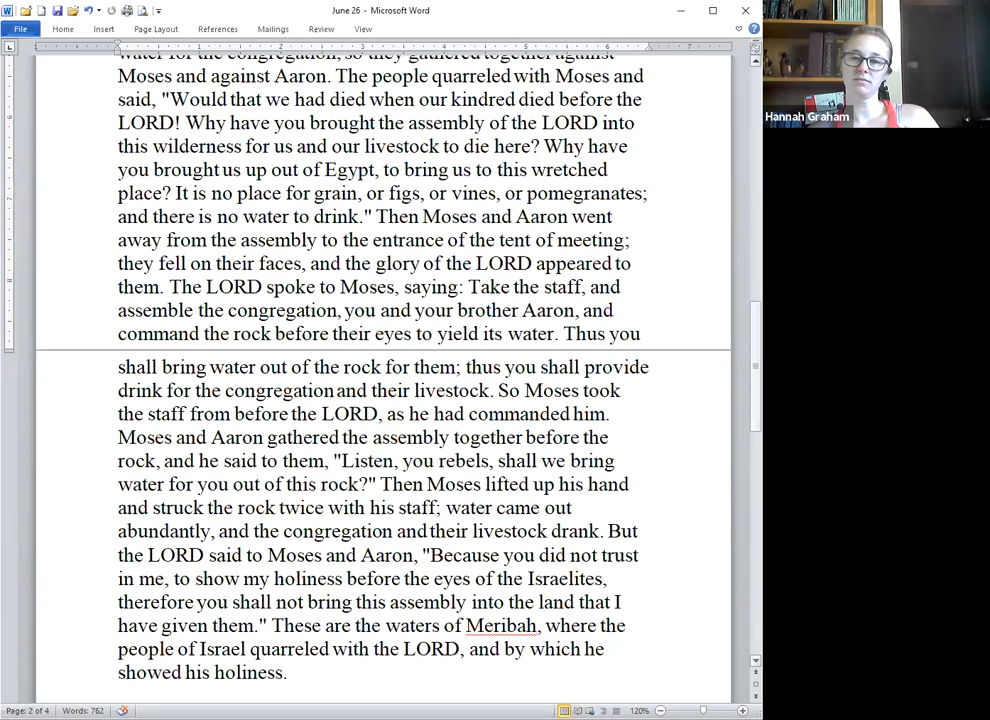 June 26 - Microsoft Word
File Home Insert Page Layout References Mailings Review View
water for the congregation, so they gathered together against
Moses and against Aaron. The people quarreled with Moses and
said, "Would that we had died when our kindred died before the
LORD! Why have you brought the assembly of the LORD into
this wilderness for us and our livestock to die here? Why have
you brought us up out of Egypt, to bring us to this wretched
place? It is no place for grain, or figs, or vines, or pomegranates;
and there is no water to drink." Then Moses and Aaron went
away from the assembly to the entrance of the tent of meeting;
they fell on their faces, and the glory of the LORD appeared to
them. The LORD spoke to Moses, saying: Take the staff, and
assemble the congregation, you and your brother Aaron, and
command the rock before their eyes to yield its water. Thus you
shall bring water out of the rock for them; thus you shall provide
drink for the congregation and their livestock. So Moses took
the staff from before the LORD, as he had commanded him.
Moses and Aaron gathered the assembly together before the
rock, and he said to them, "Listen, you rebels, shall we bring
water for you out of this rock?" Then Moses lifted up his hand
and struck the rock twice with his staff; water came out
abundantly, and the congregation and their livestock drank. But
the LORD said to Moses and Aaron, "Because you did not trust
in me, to show my holiness before the eyes of the Israelites,
therefore you shall not bring this assembly into the land that I
have given them." These are the waters of Meribah, where the
people of Israel quarreled with the LORD, and by which he
showed his holiness.
Page: 2 of 4 Words: 762 120%
Hannah Graham